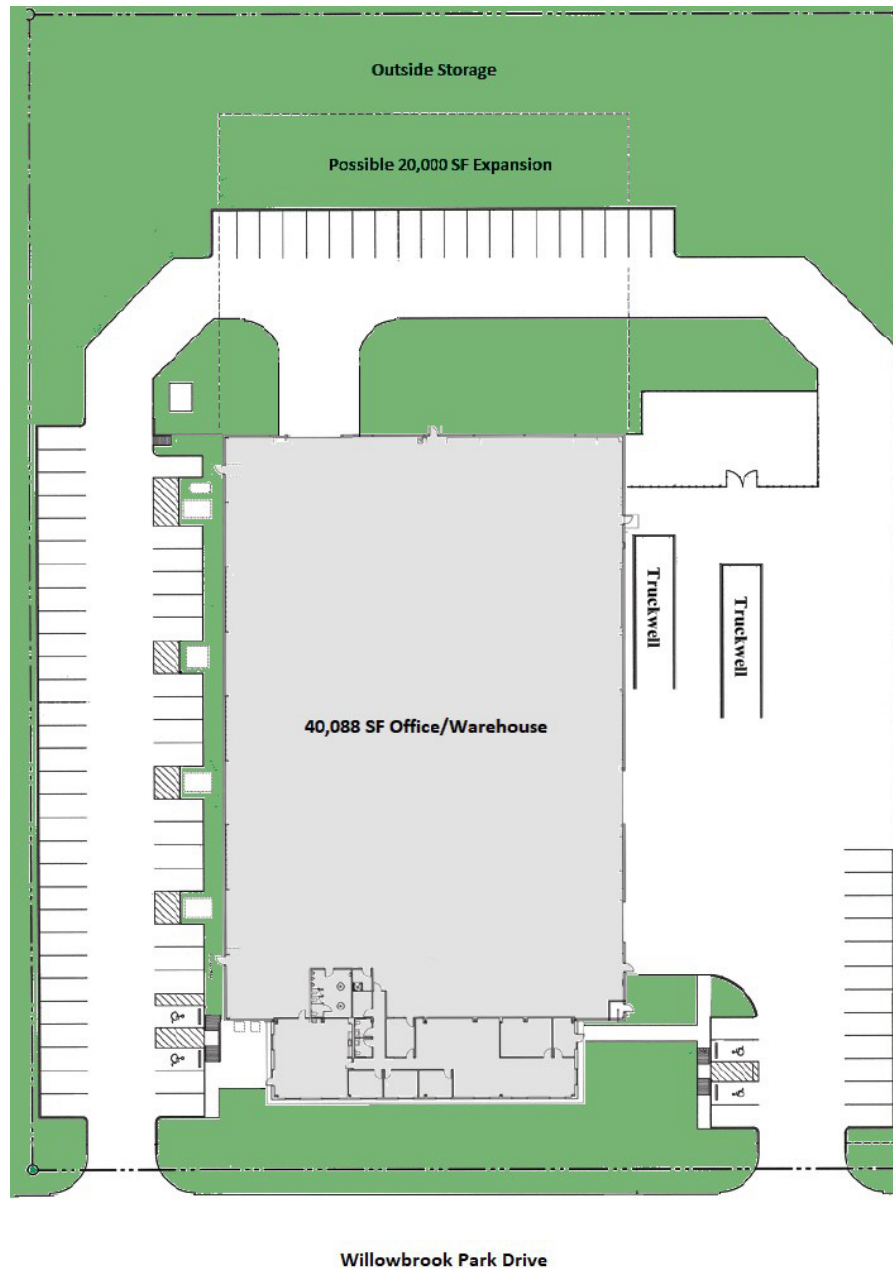 Outside Storage
Possible 20,000 SF Expansion
Truckwell
Truckwell
40,088 SF Office/Warehouse
Willowbrook Park Drive